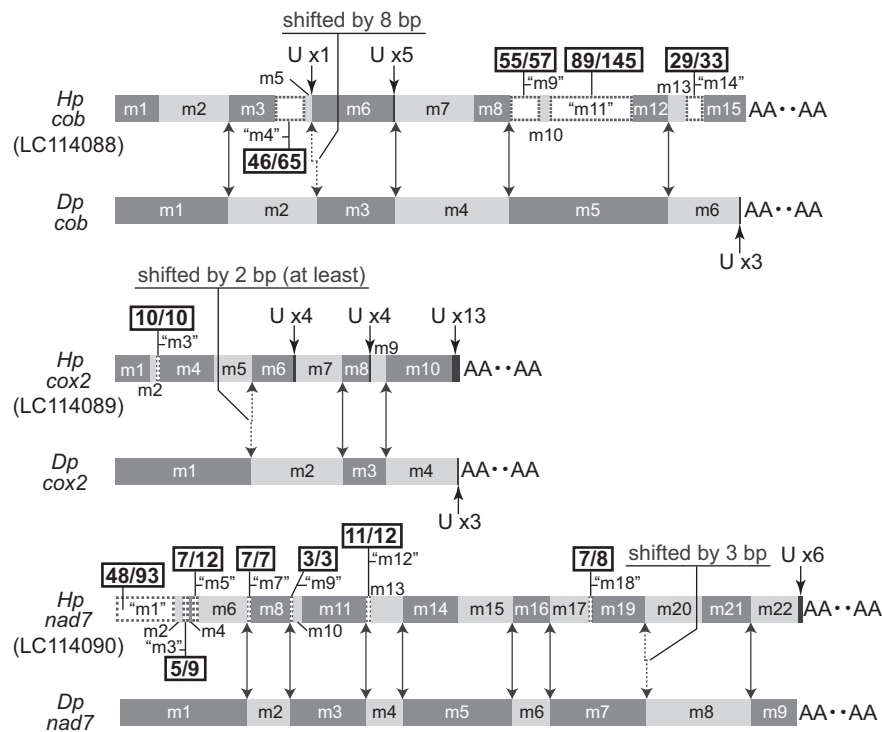 shifted by 8 bp
U x1
U x5
55/57
89/145
29/33
m5
“m9”
m13
“m14”
Hp
cob
(LC114088)
m1
m2
m3
m6
m7
m8
“m11”
m12
m15
AA··AA
“m4”
m10
46/65
Dp
cob
m1
m2
m3
m4
m5
m6
AA··AA
U x3
shifted by 2 bp (at least)
10/10
U x4
U x4
U x13
“m3”
m9
Hp
cox2
(LC114089)
m1
m4
m5
m6
m7
m8
m10
AA··AA
m2
Dp
cox2
m1
m2
m3
m4
AA··AA
U x3
11/12
7/12
7/7
3/3
7/8
shifted by 3 bp
U x6
48/93
“m5”
“m7”
“m9”
“m12”
“m18”
m13
Hp
nad7
(LC114090)
“m1”
m6
m8
m11
m14
m15
m16
m17
m19
m20
m21
m22
AA··AA
m2
m4
m10
“m3”
5/9
Dp
nad7
m1
m2
m3
m4
m5
m6
m7
m8
m9
AA··AA